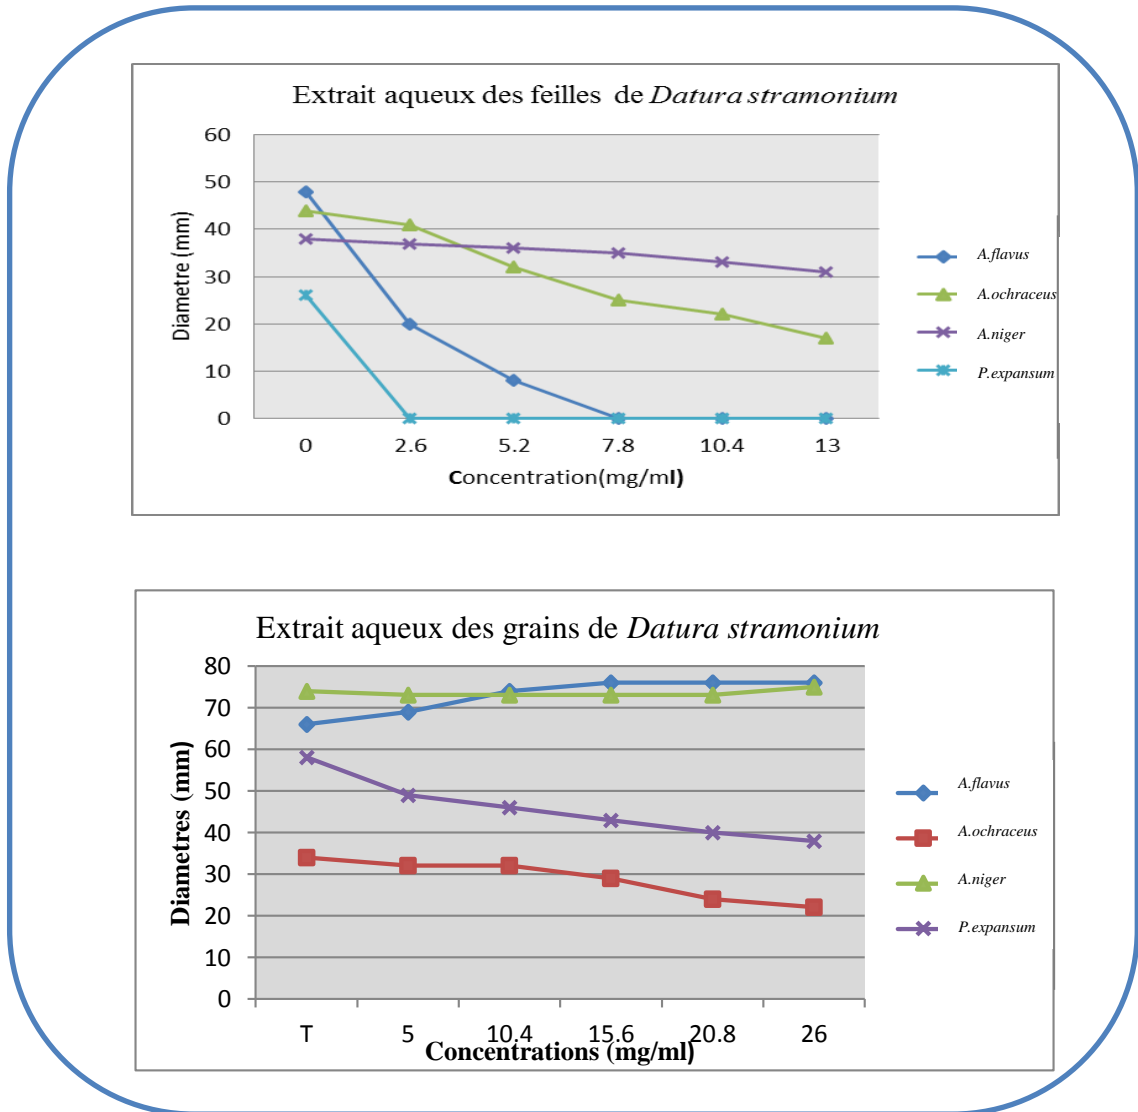 Extrait aqueux des feilles de Datura stramonium
60
50
40
30
20
10
0
Diametre (mm)
0 2.6 5.2 7.8 10.4 13
Concentration(mg/ml)
A.flavus
A.ochraceus
A.niger
P.expansum
Extrait aqueux des grains de Datura stramonium
80
70
60
50
40
30
20
10
0
Diametres (mm)
T 5 10.4 15.6 20.8 26
Concentrations (mg/ml)
A.flavus
A.ochraceus
A.niger
P.expansum